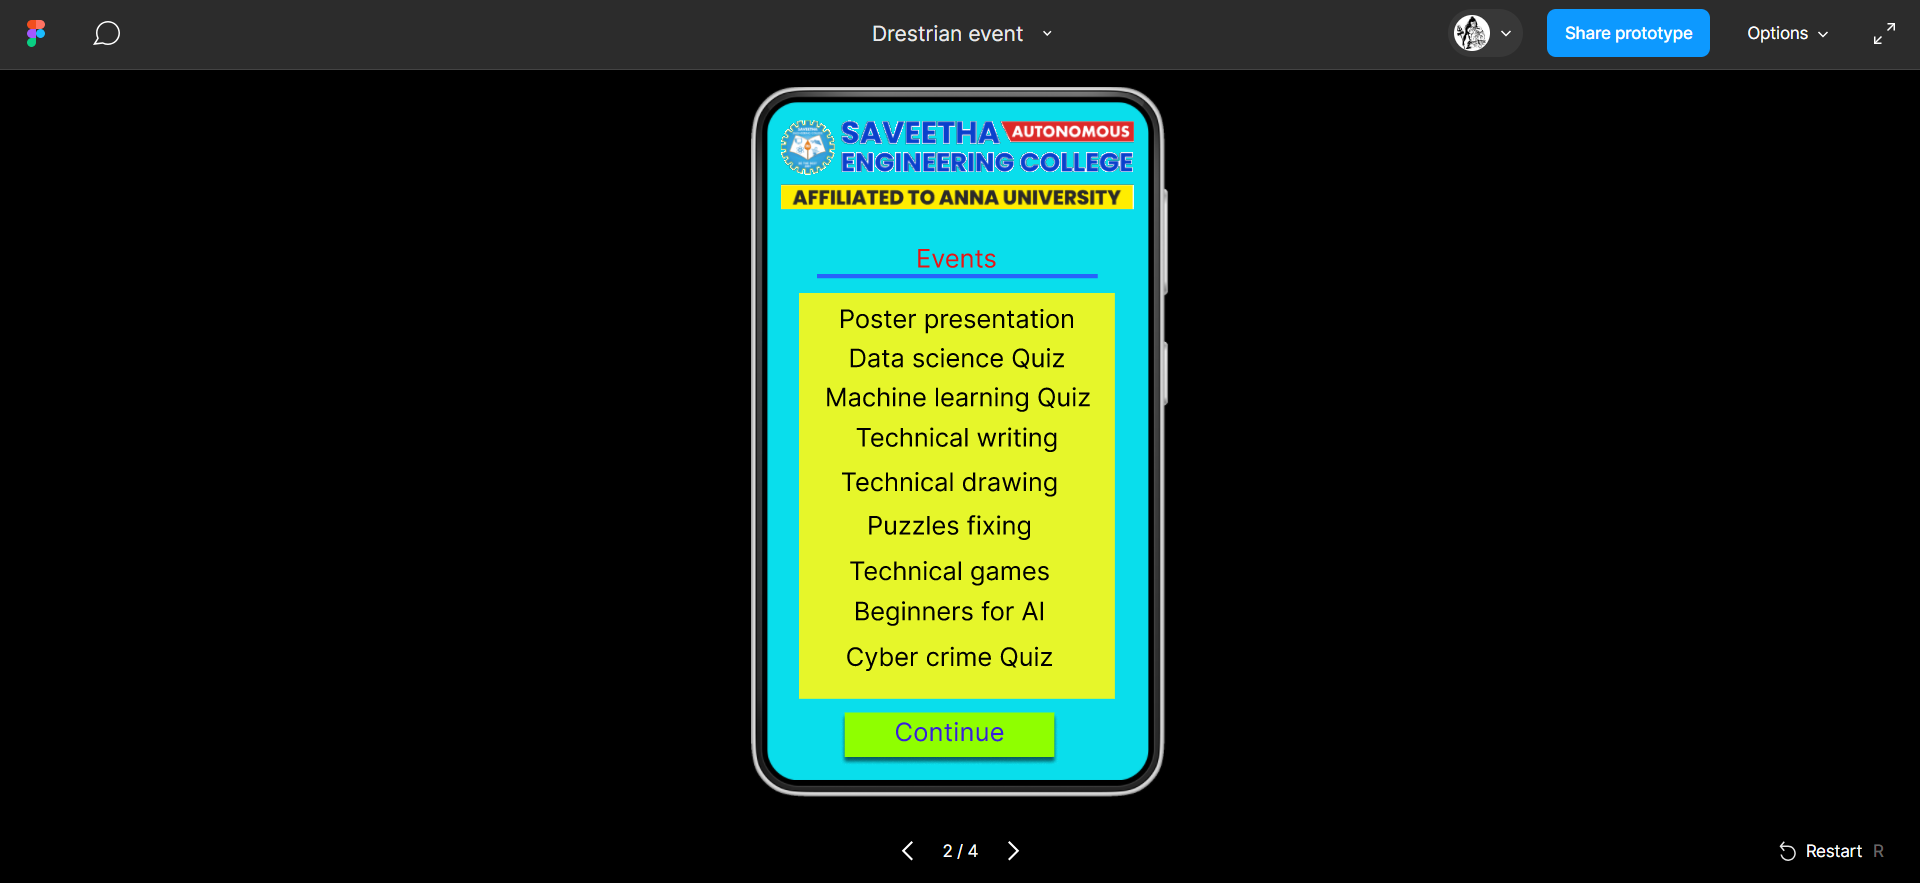 Drestrian event
Share prototype
Options
SAVEETHA AUTONOMOUS
ENGINEERING COLLEGE
AFFILIATED TO ANNA UNIVERSITY
Events
Poster presentation
Data science Quiz
Machine learning Quiz
Technical writing
Technical drawing
Puzzles fixing
Technical games
Beginners for AI
Cyber crime Quiz
Continue
2 / 4
Restart R